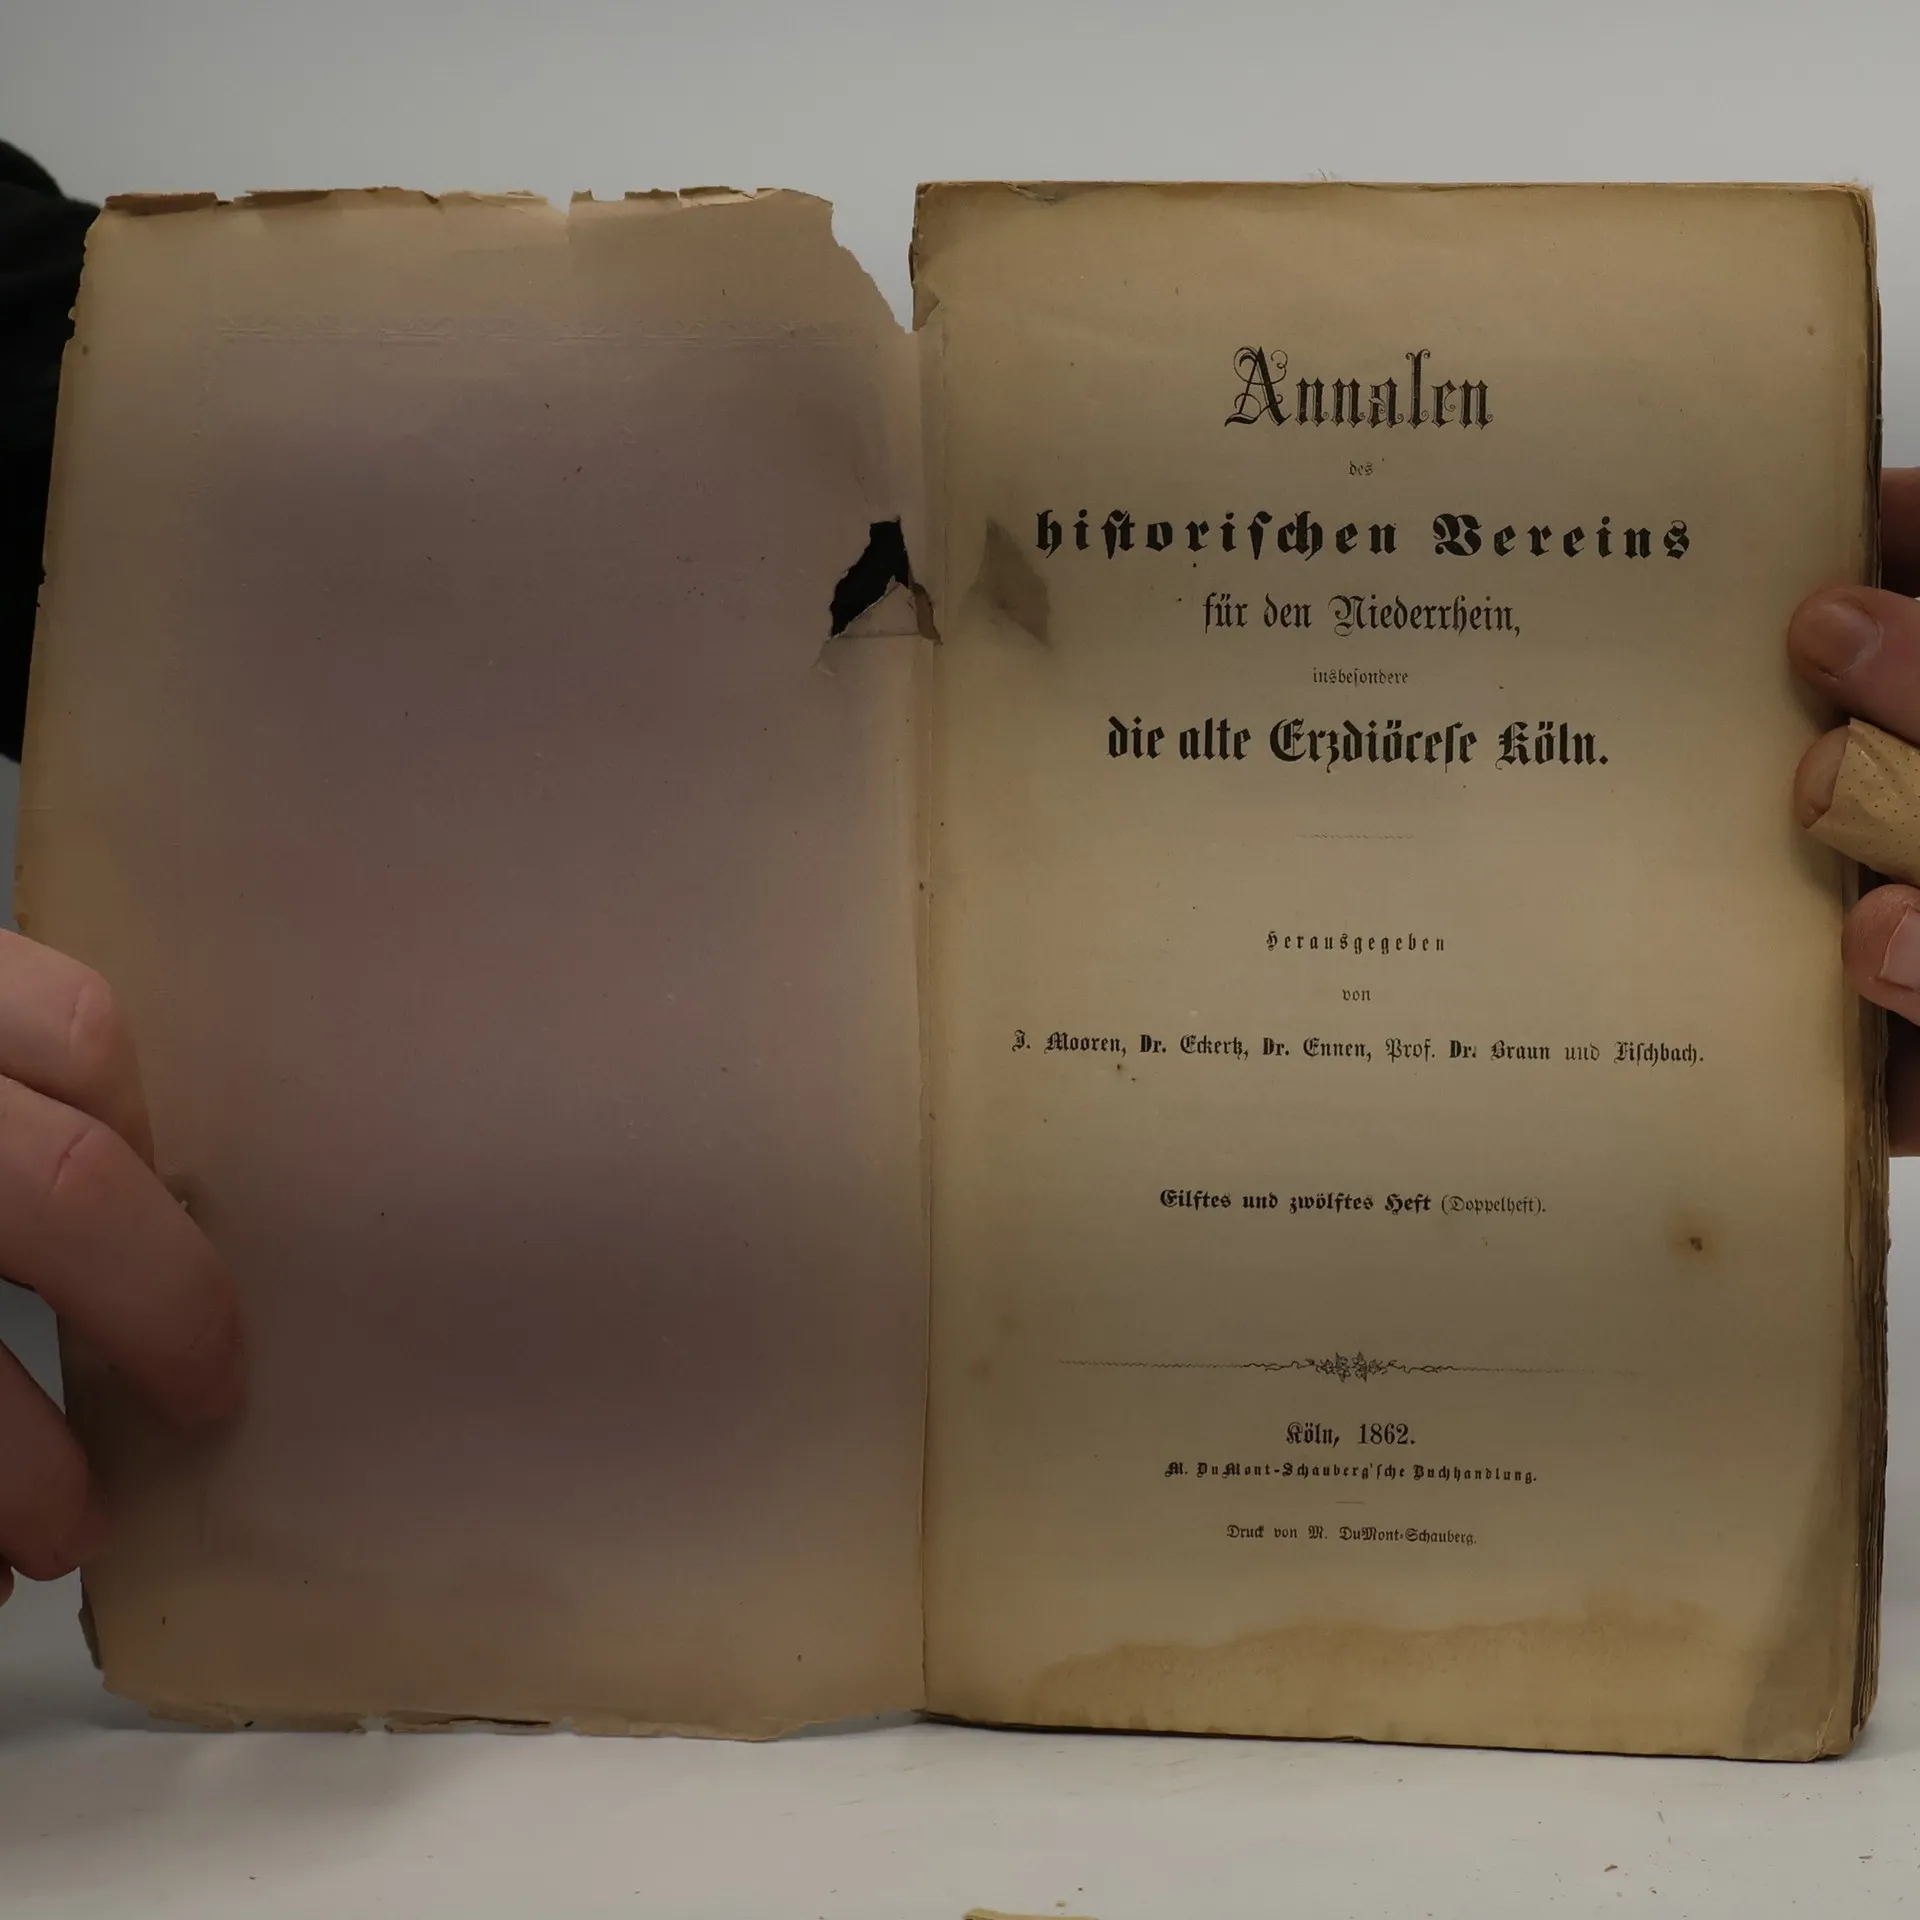 Annalen
des
historischen Vereins
für den Niederrhein,
insbesondere
die alte Erzdiöcese Köln.
Herausgegeben
von
J. Mooren, Dr. Eckertz, Dr. Ennen, Prof. Dr. Braun und Fischbach.
Eilftes und zwölftes Heft (Doppelheft).
Köln, 1862.
M. DuMont-Schauberg'sche Buchhandlung.
Druck von M. DuMont-Schauberg.